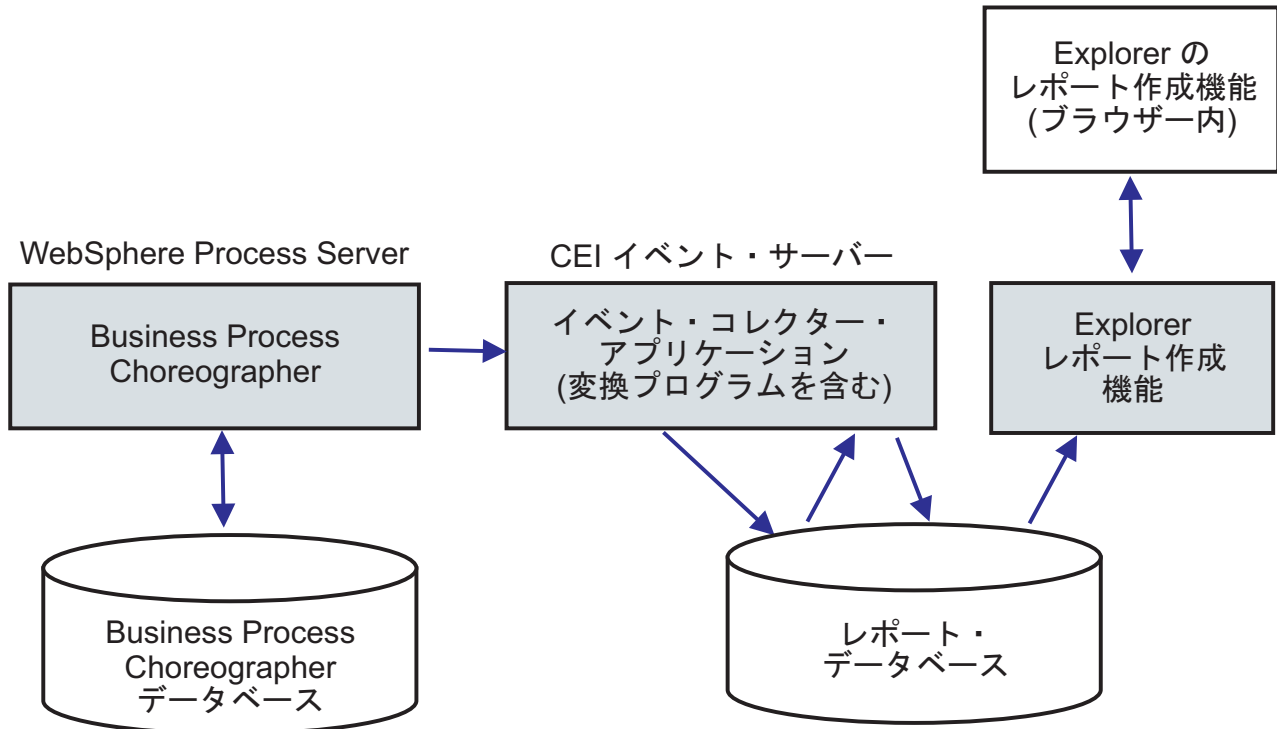 Explorer の
レポート作成機能
(ブラウザー内)
WebSphere Process Server
CEI イベント・サーバー
Business Process
Choreographer
イベント・コレクター・
アプリケーション
(変換プログラムを含む)
Explorer
レポート作成
機能
Business Process
Choreographer
データベース
レポート・
データベース